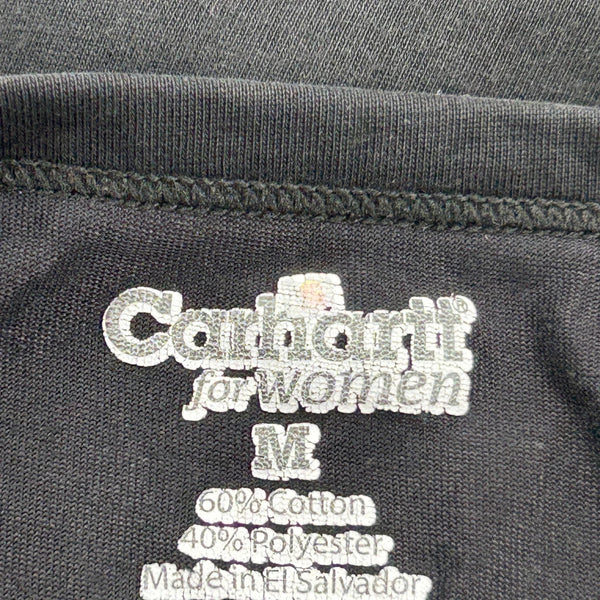 Carhartt®
for women
M
60% Cotton
40% Polyester
Made in El Salvador